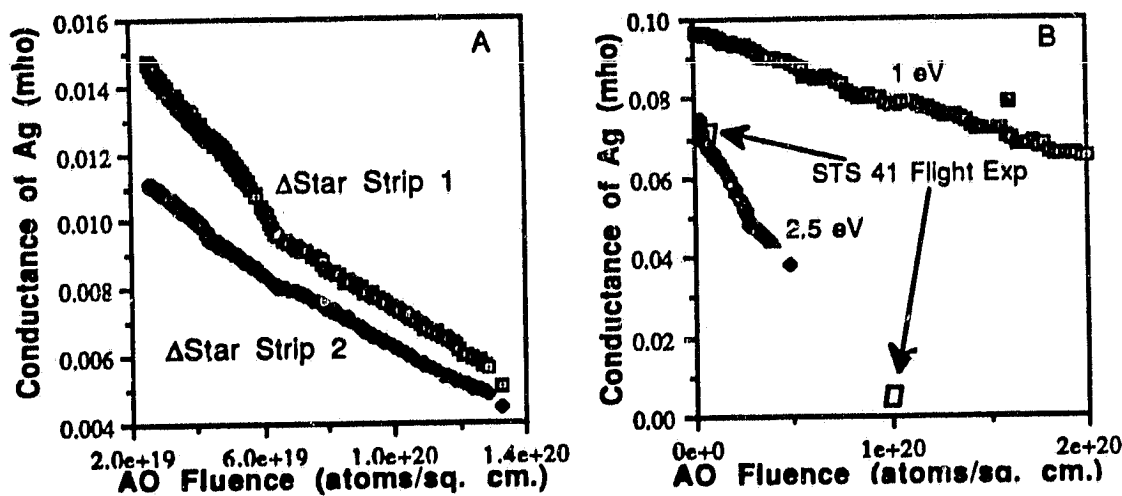 Conductance of Ag (mho)
0.016
0.014
0.012
0.010
0.008
0.006
0.004
A
ΔStar Strip 1
ΔStar Strip 2
2.0e+19 6.0e+19 1.0e+20 1.4e+20
AO Fluence (atoms/sq. cm.)
Conductance of Ag (mho)
0.10
0.08
0.06
0.04
0.02
0.00
B
1 eV
STS 41 Flight Exp
2.5 eV
0e+0 1e+20 2e+20
AO Fluence (atoms/sq. cm.)